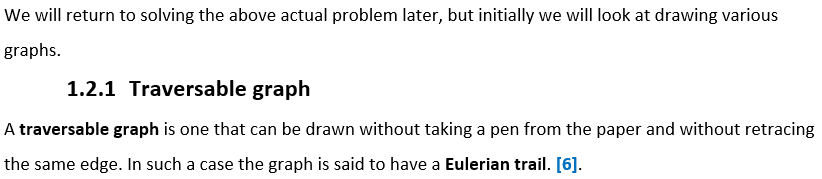 We will return to solving the above actual problem later, but initially we will look at drawing various
graphs.
1.2.1 Traversable graph
A traversable graph is one that can be drawn without taking a pen from the paper and without retracing
the same edge. In such a case the graph is said to have a Eulerian trail. [6].